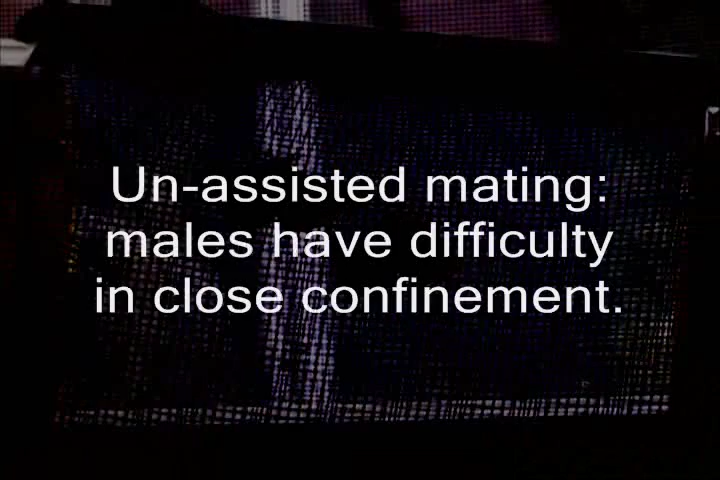 Un-assisted mating:
males have difficulty
in close confinement.